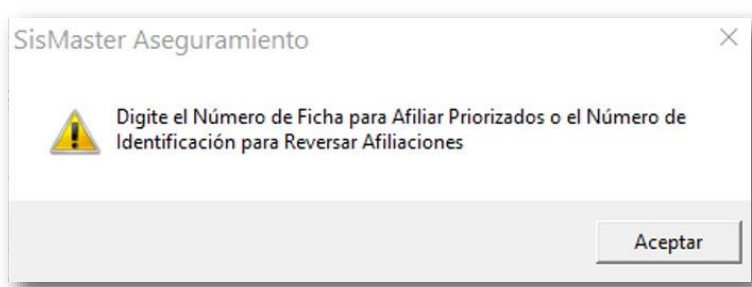 SisMaster Aseguramiento
Digite el Número de Ficha para Afiliar Priorizados o el Número de
Identificación para Reversar Afiliaciones
Aceptar